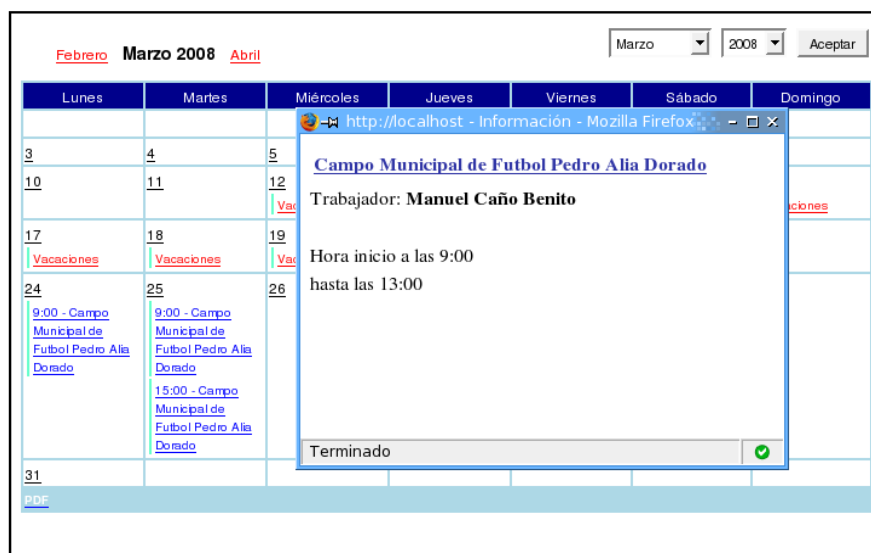 Febrero Marzo 2008 Abril
Marzo 2008 Aceptar
Lunes Martes Miércoles Jueves Viernes Sábado Domingo
http://localhost - Información - Mozilla Firefox
3 4 5
10 11 12
17 18 19
Vacaciones Vacaciones
24 25 26
9:00 - Campo
Municipal de
Futbol Pedro Alia
Dorado
9:00 - Campo
Municipal de
Futbol Pedro Alia
Dorado
15:00 - Campo
Municipal de
Futbol Pedro Alia
Dorado
Campo Municipal de Futbol Pedro Alia Dorado
Trabajador: Manuel Caño Benito
Hora inicio a las 9:00
hasta las 13:00
Terminado
31
PDF